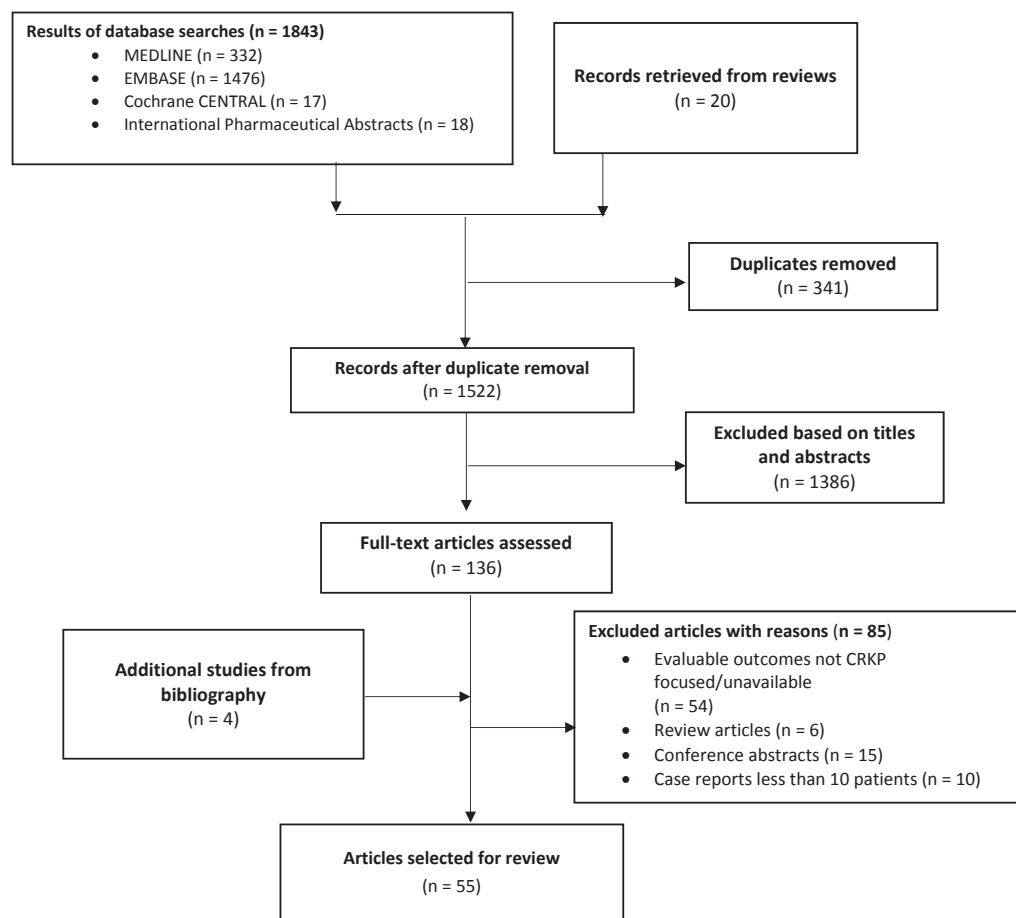 Results of database searches (n = 1843)
• MEDLINE (n = 332)
• EMBASE (n = 1476)
• Cochrane CENTRAL (n = 17)
• International Pharmaceutical Abstracts (n = 18)
Records retrieved from reviews
(n = 20)
Duplicates removed
(n = 341)
Records after duplicate removal
(n = 1522)
Excluded based on titles
and abstracts
(n = 1386)
Full-text articles assessed
(n = 136)
Additional studies from
bibliography
(n = 4)
Excluded articles with reasons (n = 85)
• Evaluable outcomes not CRKP
focused/unavailable
(n = 54)
• Review articles (n = 6)
• Conference abstracts (n = 15)
• Case reports less than 10 patients (n = 10)
Articles selected for review
(n = 55)